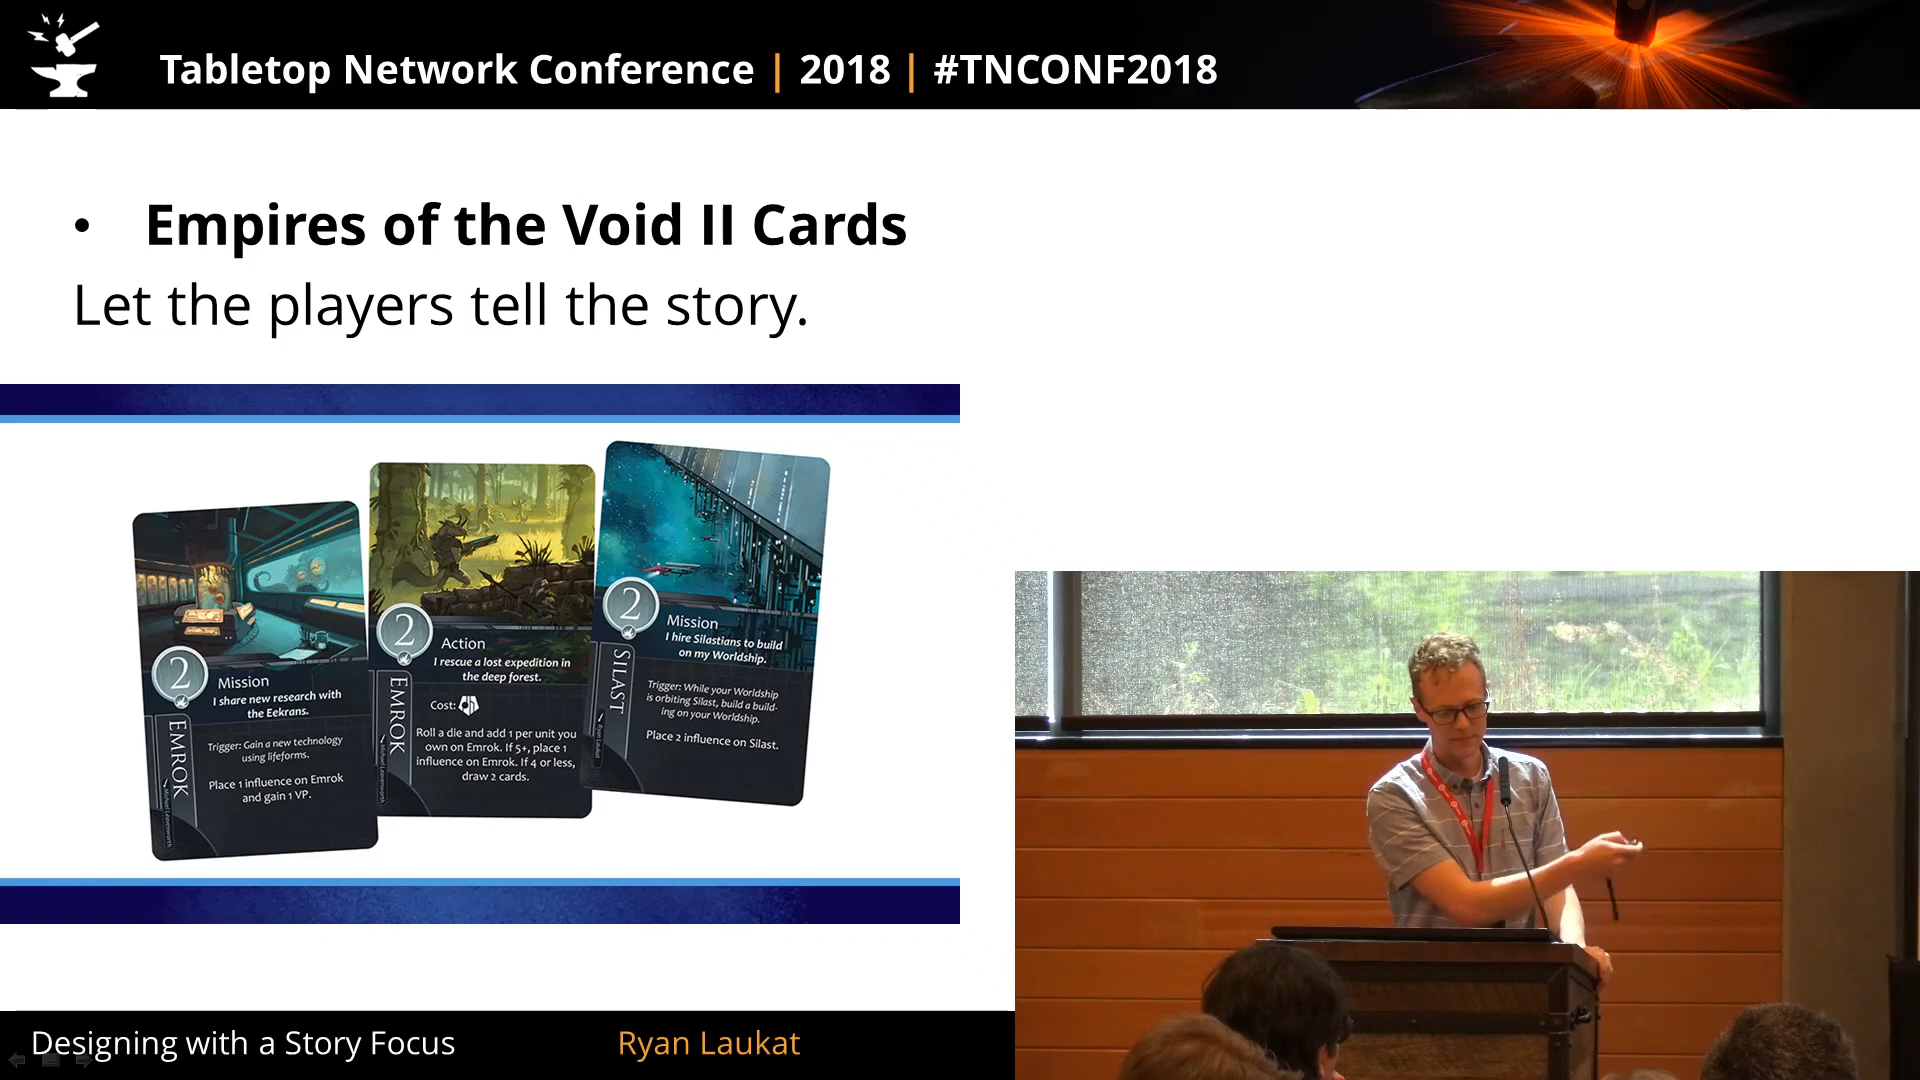 Tabletop Network Conference | 2018 | #TNCONF2018
• Empires of the Void II Cards
Let the players tell the story.
2
Mission
I share new research with
the Eekrans.
EMROK
Trigger: Gain a new technology
using lifeforms.
Place 1 influence on Emrok
and gain 1 VP.
2
Action
I rescue a lost expedition in
the deep forest.
EMROK
Cost:
Roll a die and add 1 per unit you
own on Emrok. If 5+, place 1
influence on Emrok. If 4 or less,
draw 2 cards.
2
Mission
I hire Silastians to build
on my Worldship.
SILAST
Trigger: While your Worldship
is orbiting Silast, build a build-
ing on your Worldship.
Place 2 influence on Silast.
Designing with a Story Focus
Ryan Laukat